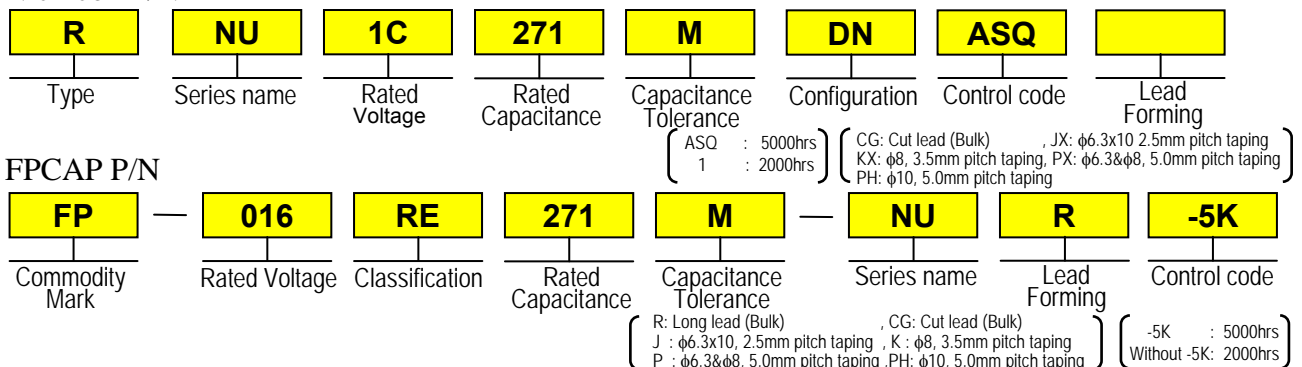 R NU 1C 271 M DN ASQ
Type Series name Rated Voltage Rated Capacitance Capacitance Tolerance Configuration Control code Lead Forming
ASQ : 5000hrs
1 : 2000hrs
CG: Cut lead (Bulk) , JX: ϕ6.3x10 2.5mm pitch taping
KX: ϕ8, 3.5mm pitch taping, PX: ϕ6.3&ϕ8, 5.0mm pitch taping
PH: ϕ10, 5.0mm pitch taping
FPCAP P/N
FP — 016 RE 271 M — NU R -5K
Commodity Mark Rated Voltage Classification Rated Capacitance Capacitance Tolerance Series name Lead Forming Control code
R: Long lead (Bulk) , CG: Cut lead (Bulk)
J : ϕ6.3x10, 2.5mm pitch taping , K : ϕ8, 3.5mm pitch taping
P : ϕ6.3&ϕ8, 5.0mm pitch taping ,PH: ϕ10, 5.0mm pitch taping
-5K : 5000hrs
Without -5K: 2000hrs